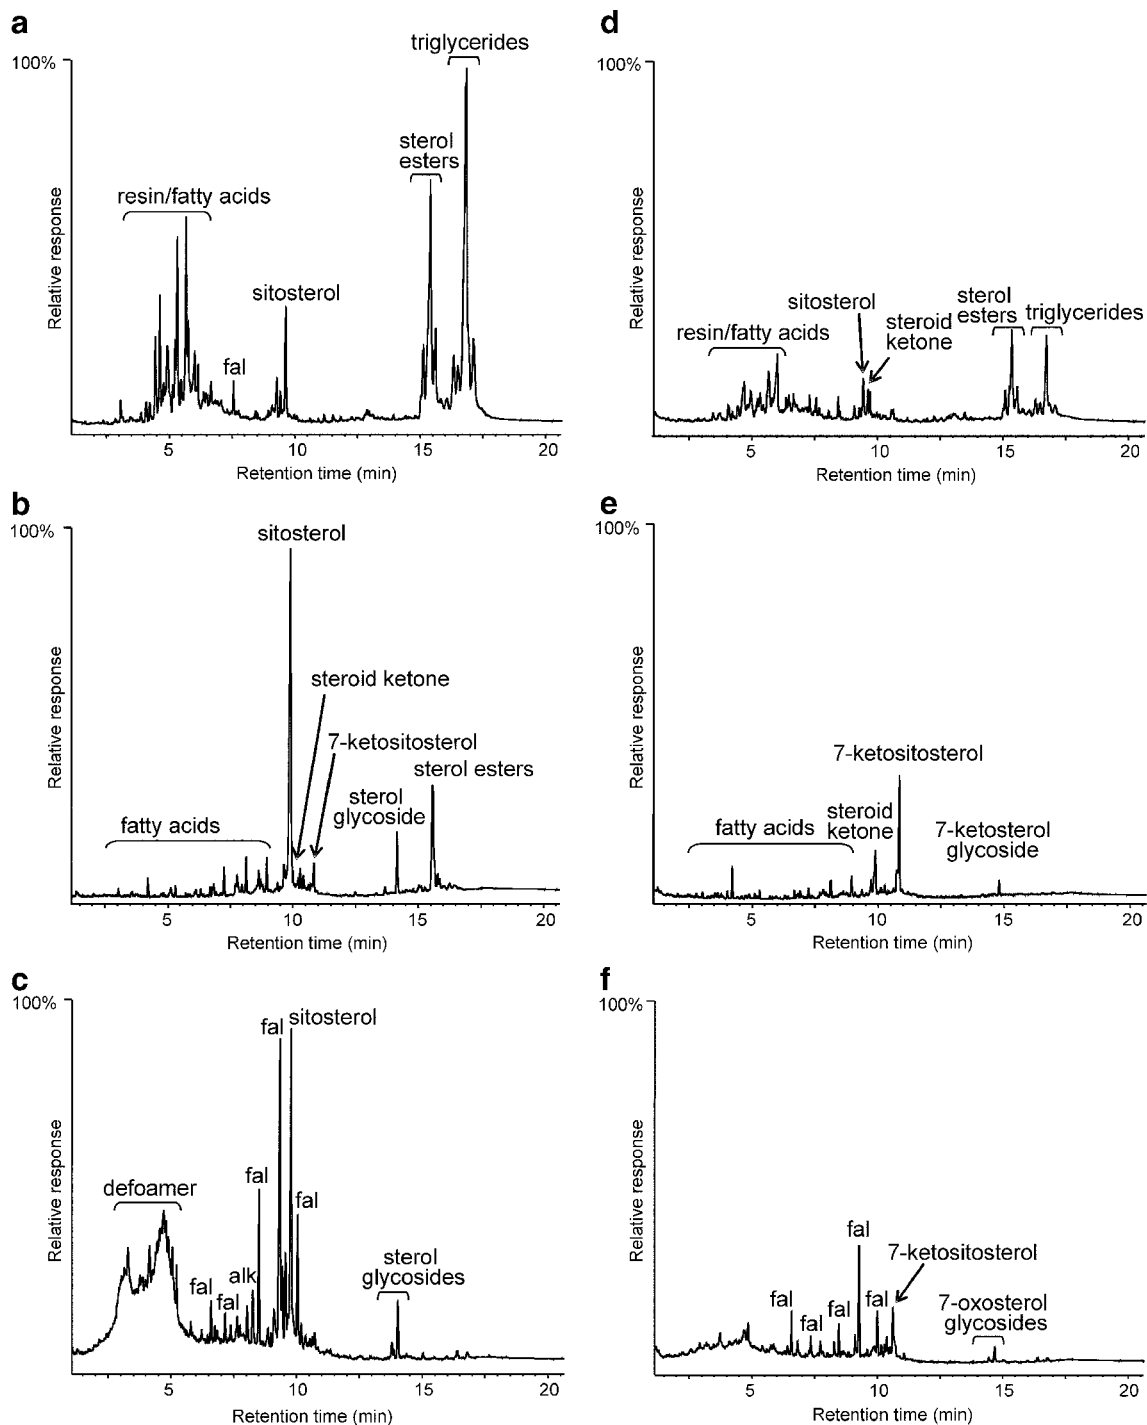 a
100%
Relative response
resin/fatty acids
fal
sitosterol
sterol
esters
triglycerides
5
10
15
20
Retention time (min)
b
100%
Relative response
fatty acids
sitosterol
steroid ketone
7-ketositosterol
sterol
glycoside
sterol esters
5
10
15
20
Retention time (min)
c
100%
Relative response
defoamer
fal
fal
alk
fal
fal
sitosterol
fal
sterol
glycosides
5
10
15
20
Retention time (min)
d
100%
Relative response
resin/fatty acids
sitosterol
steroid
ketone
sterol
esters
triglycerides
5
10
15
20
Retention time (min)
e
100%
Relative response
fatty acids
steroid
ketone
7-ketositosterol
7-ketosterol
glycoside
5
10
15
20
Retention time (min)
f
100%
Relative response
fal
fal
fal
fal
fal
7-ketositosterol
7-oxosterol
glycosides
5
10
15
20
Retention time (min)